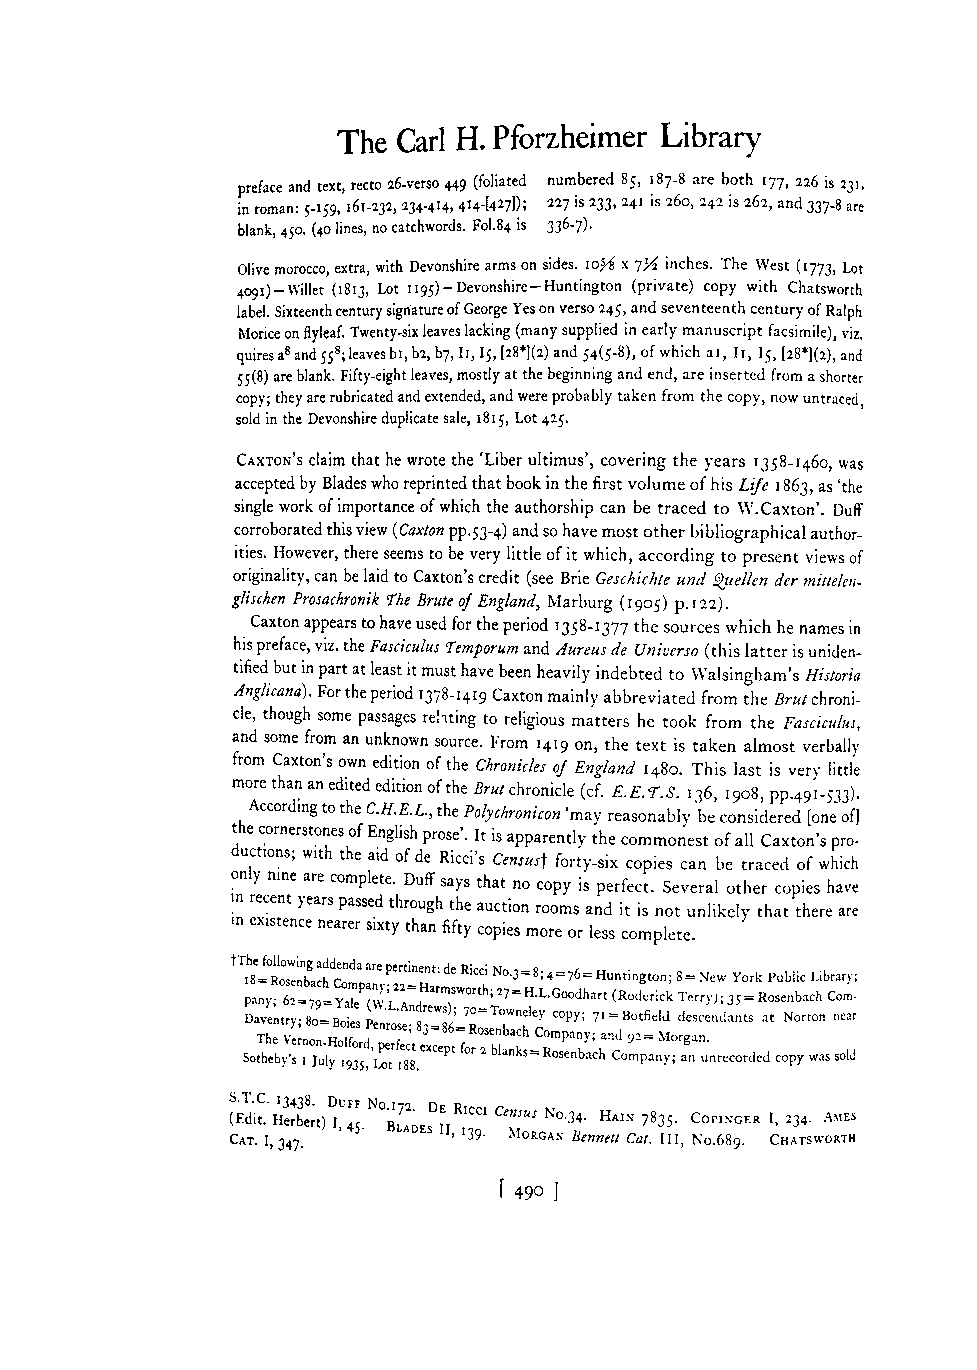 The Carl H. Pforzheimer Library
preface and text, recto 26-verso 449 (foliated
in roman: 5-159, 161-232, 234-414, 414-[427]);
blank, 450. (40 lines, no catchwords. Fol.84 is
numbered 85, 187-8 are both 177, 226 is 231,
227 is 233, 241 is 260, 242 is 262, and 337-8 are
336-7).
Olive morocco, extra, with Devonshire arms on sides. 10⅝ x 7½ inches. The West (1773, Lot
4091)—Willet (1813, Lot 1195)—Devonshire—Huntington (private) copy with Chatsworth
label. Sixteenth century signature of George Yes on verso 245, and seventeenth century of Ralph
Morice on flyleaf. Twenty-six leaves lacking (many supplied in early manuscript facsimile), viz.
quires a⁸ and 55⁸; leaves b1, b2, b7, I1, I5, [28*](2) and 54(5-8), of which a1, I1, I5, [28*](2), and
55(8) are blank. Fifty-eight leaves, mostly at the beginning and end, are inserted from a shorter
copy; they are rubricated and extended, and were probably taken from the copy, now untraced,
sold in the Devonshire duplicate sale, 1815, Lot 425.
CAXTON's claim that he wrote the 'Liber ultimus', covering the years 1358-1460, was
accepted by Blades who reprinted that book in the first volume of his Life 1863, as 'the
single work of importance of which the authorship can be traced to W.Caxton'. Duff
corroborated this view (Caxton pp.53-4) and so have most other bibliographical author-
ities. However, there seems to be very little of it which, according to present views of
originality, can be laid to Caxton's credit (see Brie Geschichte und Quellen der mittelen-
glischen Prosachronik The Brute of England, Marburg (1905) p.122).
Caxton appears to have used for the period 1358-1377 the sources which he names in
his preface, viz. the Fasciculus Temporum and Aureus de Universo (this latter is uniden-
tified but in part at least it must have been heavily indebted to Walsingham's Historia
Anglicana). For the period 1378-1419 Caxton mainly abbreviated from the Brut chroni-
cle, though some passages relating to religious matters he took from the Fasciculus,
and some from an unknown source. From 1419 on, the text is taken almost verbally
from Caxton's own edition of the Chronicles of England 1480. This last is very little
more than an edited edition of the Brut chronicle (cf. E.E.T.S. 136, 1908, pp.491-533).
According to the C.H.E.L., the Polychronicon 'may reasonably be considered [one of]
the cornerstones of English prose'. It is apparently the commonest of all Caxton's pro-
ductions; with the aid of de Ricci's Census† forty-six copies can be traced of which
only nine are complete. Duff says that no copy is perfect. Several other copies have
in recent years passed through the auction rooms and it is not unlikely that there are
in existence nearer sixty than fifty copies more or less complete.
†The following addenda are pertinent: de Ricci No.3=8; 4=76=Huntington; 8=New York Public Library;
18=Rosenbach Company; 22=Harmsworth; 27=H.L.Goodhart (Roderick Terry); 35=Rosenbach Com-
pany; 62=79=Yale (W.L.Andrews); 70=Towneley copy; 71=Botfield descendants at Norton near
Daventry; 80=Boies Penrose; 83=86=Rosenbach Company; and 92=Morgan.
The Vernon-Holford, perfect except for 2 blanks=Rosenbach Company; an unrecorded copy was sold
Sotheby's 1 July 1935, Lot 188.
S.T.C. 13438. DUFF No.172. DE RICCI Census No.34. HAIN 7835. COPINGER I, 234. AMES
(Edit. Herbert) I, 45. BLADES II, 139. MORGAN Bennett Cat. III, No.689. CHATSWORTH
CAT. I, 347.
[ 490 ]